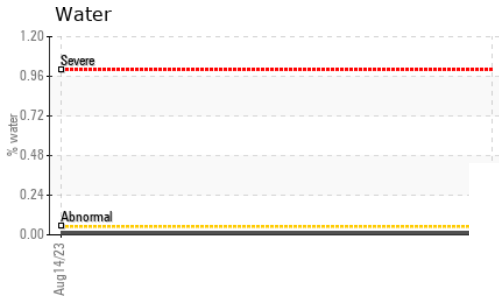 Water
1.20
Severe
0.96
0.72
% water
0.48
0.24
Abnormal
0.00
Aug14/23